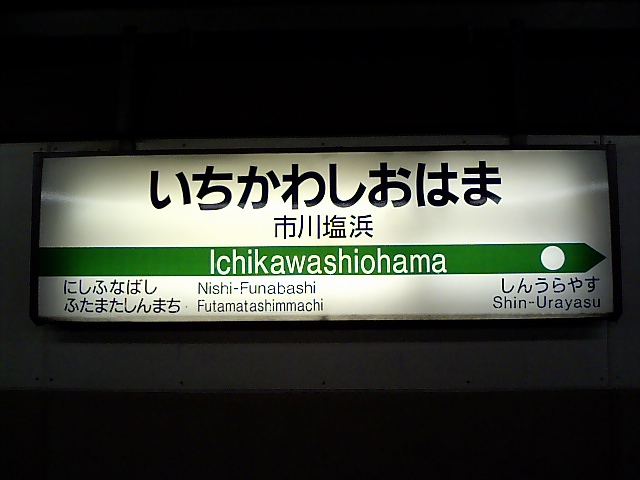 いちかわしおはま
市川塩浜
Ichikawashiohama
にしふなばし Nishi-Funabashi
ふたまたしんまち Futamatashimmachi
しんうらやす
Shin-Urayasu